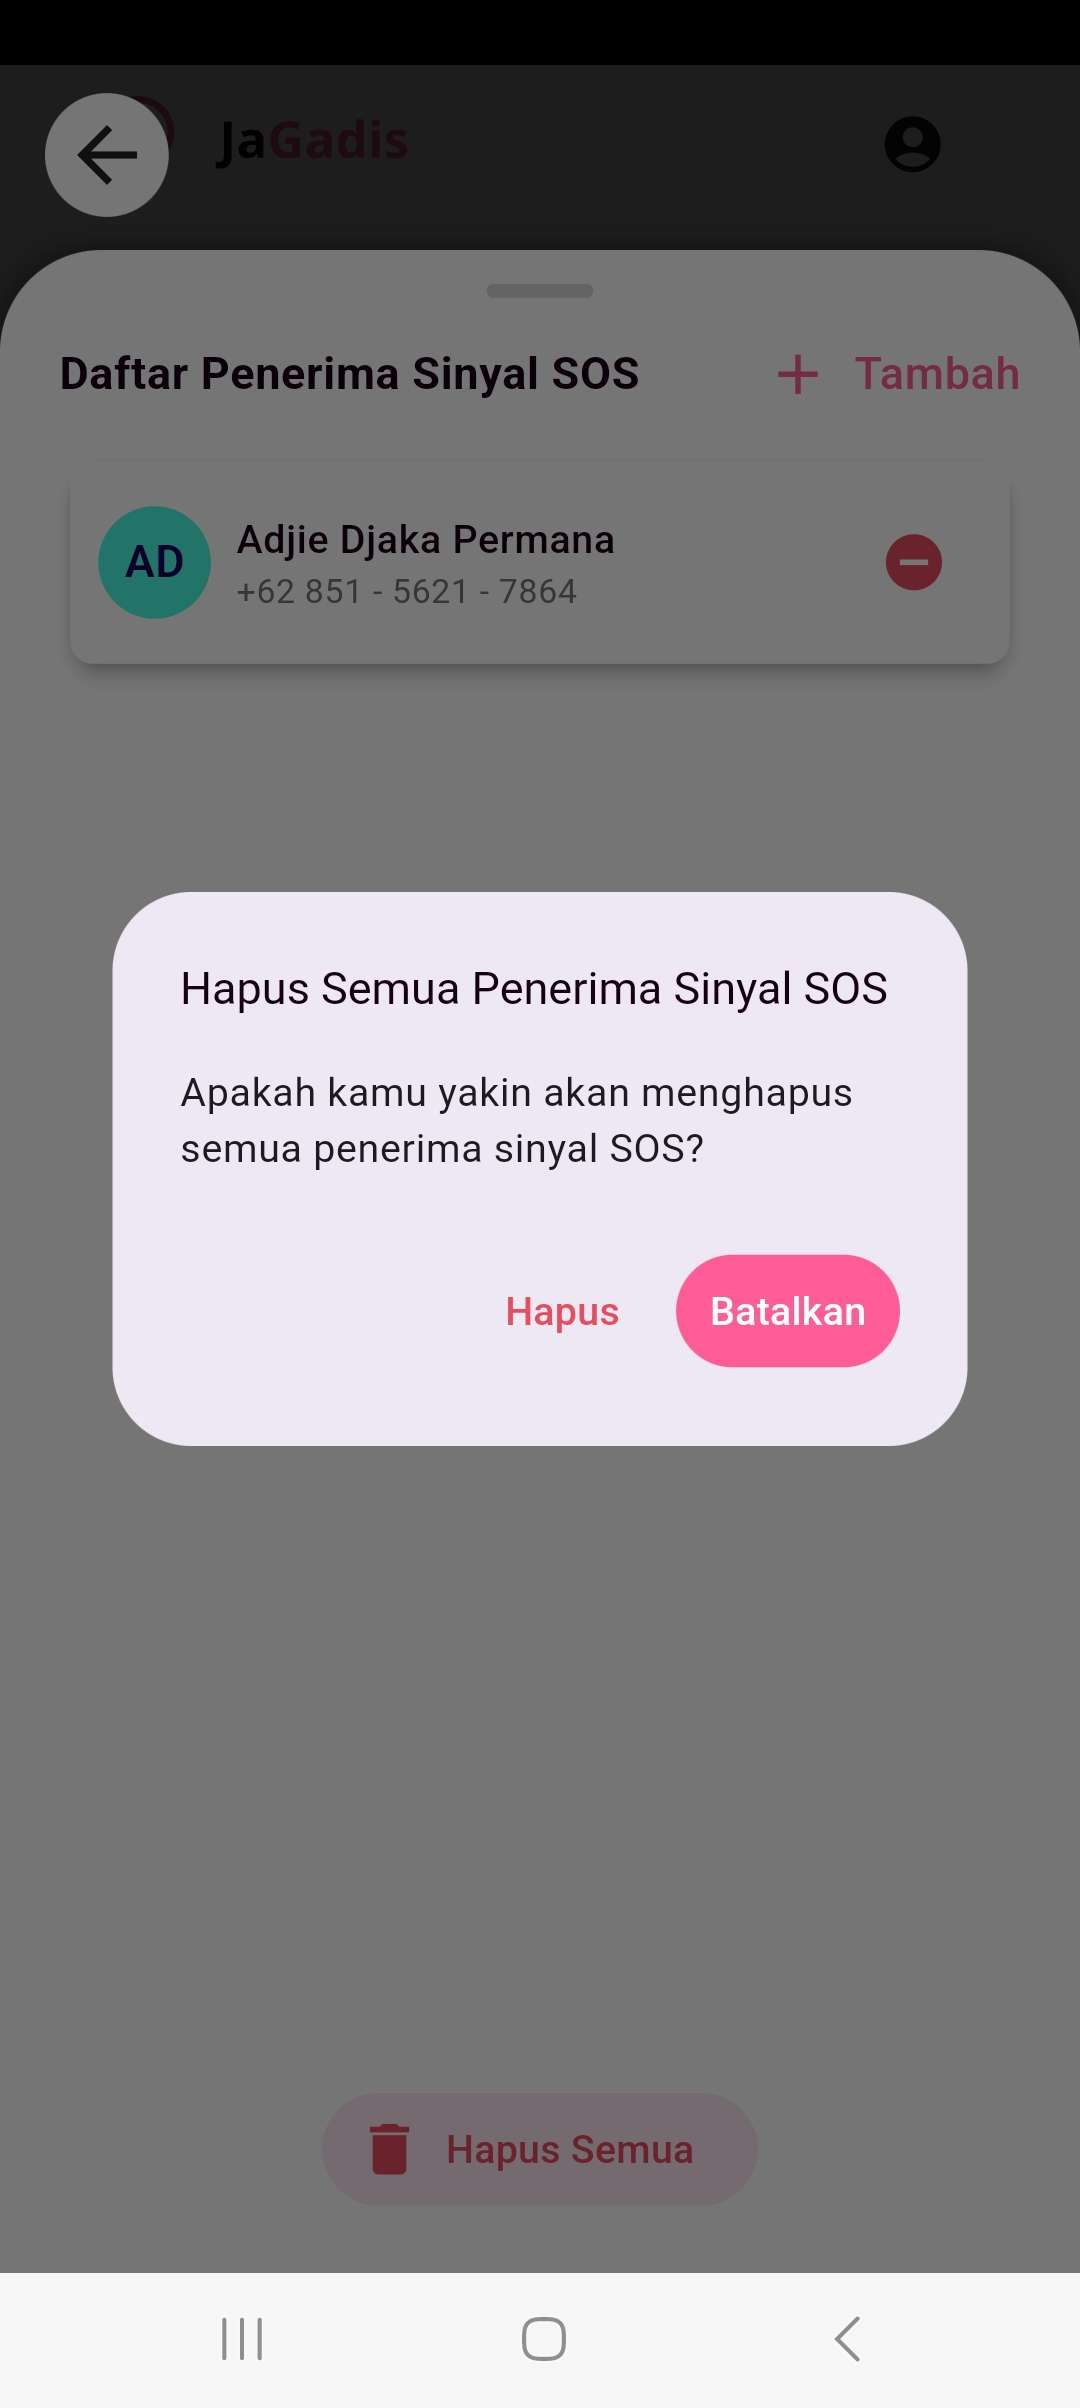 JaGadis
Daftar Penerima Sinyal SOS
Tambah
AD
Adjie Djaka Permana
+62 851 - 5621 - 7864
Hapus Semua Penerima Sinyal SOS
Apakah kamu yakin akan menghapus
semua penerima sinyal SOS?
Hapus
Batalkan
Hapus Semua